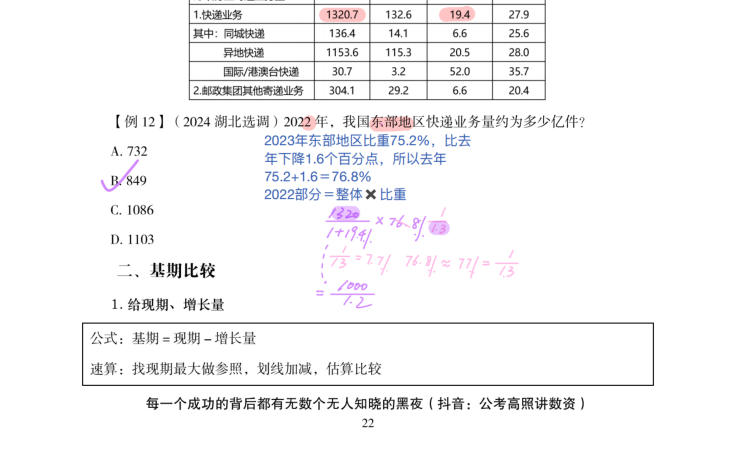 1.快递业务 1320.7 132.6 19.4 27.9
其中：同城快递 136.4 14.1 6.6 25.6
异地快递 1153.6 115.3 20.5 28.0
国际/港澳台快递 30.7 3.2 52.0 35.7
2.邮政集团其他寄递业务 304.1 29.2 6.6 20.4
【例 12】（2024 湖北选调）2022 年，我国东部地区快递业务量约为多少亿件？
2023年东部地区比重75.2%，比去
年下降1.6个百分点，所以去年
75.2+1.6＝76.8%
2022部分＝整体✖️比重
A. 732
B. 849
C. 1086
D. 1103
1320/1+19.4% × 76.8% 1/1.3
1/13 = 7.7% 76.8% ≈ 77% = 1/1.3
= 1000/1.2
二、基期比较
1. 给现期、增长量
公式：基期 = 现期 − 增长量
速算：找现期最大做参照，划线加减，估算比较
每一个成功的背后都有无数个无人知晓的黑夜（抖音：公考高照讲数资）
22